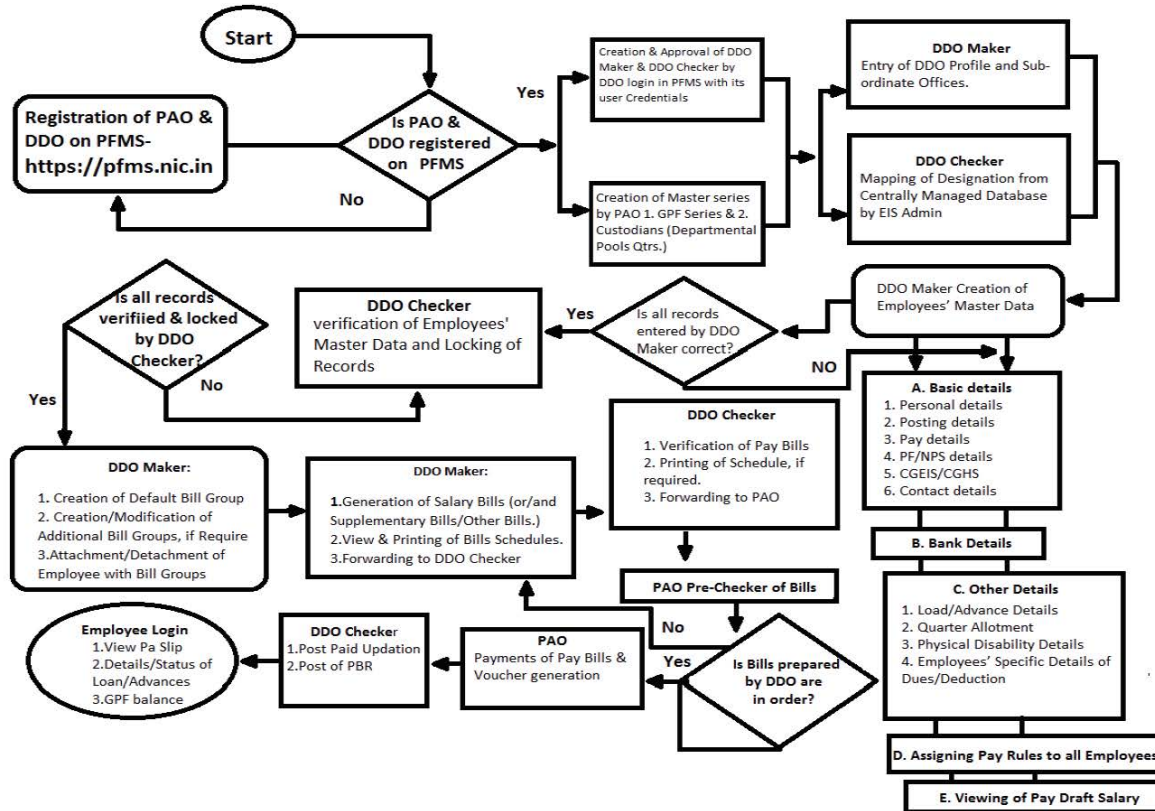 Start
Registration of PAO &
DDO on PFMS-
https://pfms.nic.in
Is PAO &
DDO registered
on PFMS
No
Yes
Creation & Approval of DDO
Maker & DDO Checker by
DDO login in PFMS with its
user Credentials
Creation of Master series
by PAO 1. GPF Series & 2.
Custodians (Departmental
Pools Qtrs.)
DDO Maker
Entry of DDO Profile and Sub-
ordinate Offices.
DDO Checker
Mapping of Designation from
Centrally Managed Database
by EIS Admin
DDO Maker Creation of
Employees' Master Data
Is all records
entered by DDO
Maker correct?
Yes
NO
DDO Checker
verification of Employees'
Master Data and Locking of
Records
Is all records
verifiied & locked
by DDO
Checker?
No
Yes
A. Basic details
1. Personal details
2. Posting details
3. Pay details
4. PF/NPS details
5. CGEIS/CGHS
6. Contact details
B. Bank Details
C. Other Details
1. Load/Advance Details
2. Quarter Allotment
3. Physical Disability Details
4. Employees' Specific Details of
Dues/Deduction
D. Assigning Pay Rules to all Employees
E. Viewing of Pay Draft Salary
DDO Maker:
1. Creation of Default Bill Group
2. Creation/Modification of
Additional Bill Groups, if Require
3.Attachment/Detachment of
Employee with Bill Groups
DDO Maker:
1.Generation of Salary Bills (or/and
Supplementary Bills/Other Bills.)
2.View & Printing of Bills Schedules.
3.Forwarding to DDO Checker
DDO Checker
1. Verification of Pay Bills
2. Printing of Schedule, if
required.
3. Forwarding to PAO
PAO Pre-Checker of Bills
Is Bills prepared
by DDO are
in order?
No
Yes
PAO
Payments of Pay Bills &
Voucher generation
DDO Checker
1.Post Paid Updation
2.Post of PBR
Employee Login
1.View Pa Slip
2.Details/Status of
Loan/Advances
3.GPF balance